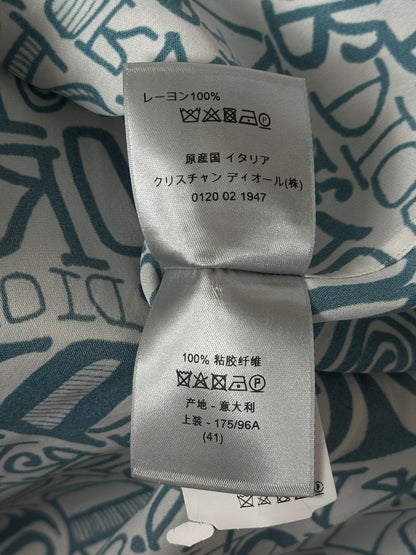 レーヨン100%
原産国 イタリア
クリスチャン ディオール(株)
0120 02 1947
100% 粘胶纤维
产地 - 意大利
上装 - 175/96A
(41)
DIO